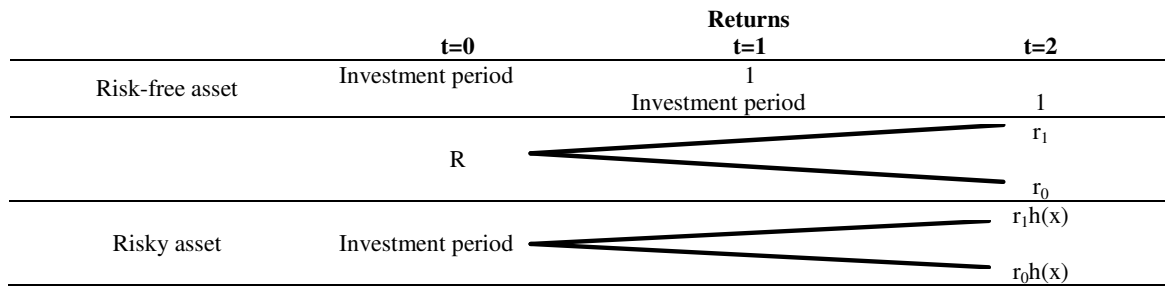 Returns
t=0 t=1 t=2
Risk-free asset Investment period 1
Investment period 1
R r₁
r₀
Risky asset Investment period r₁h(x)
r₀h(x)